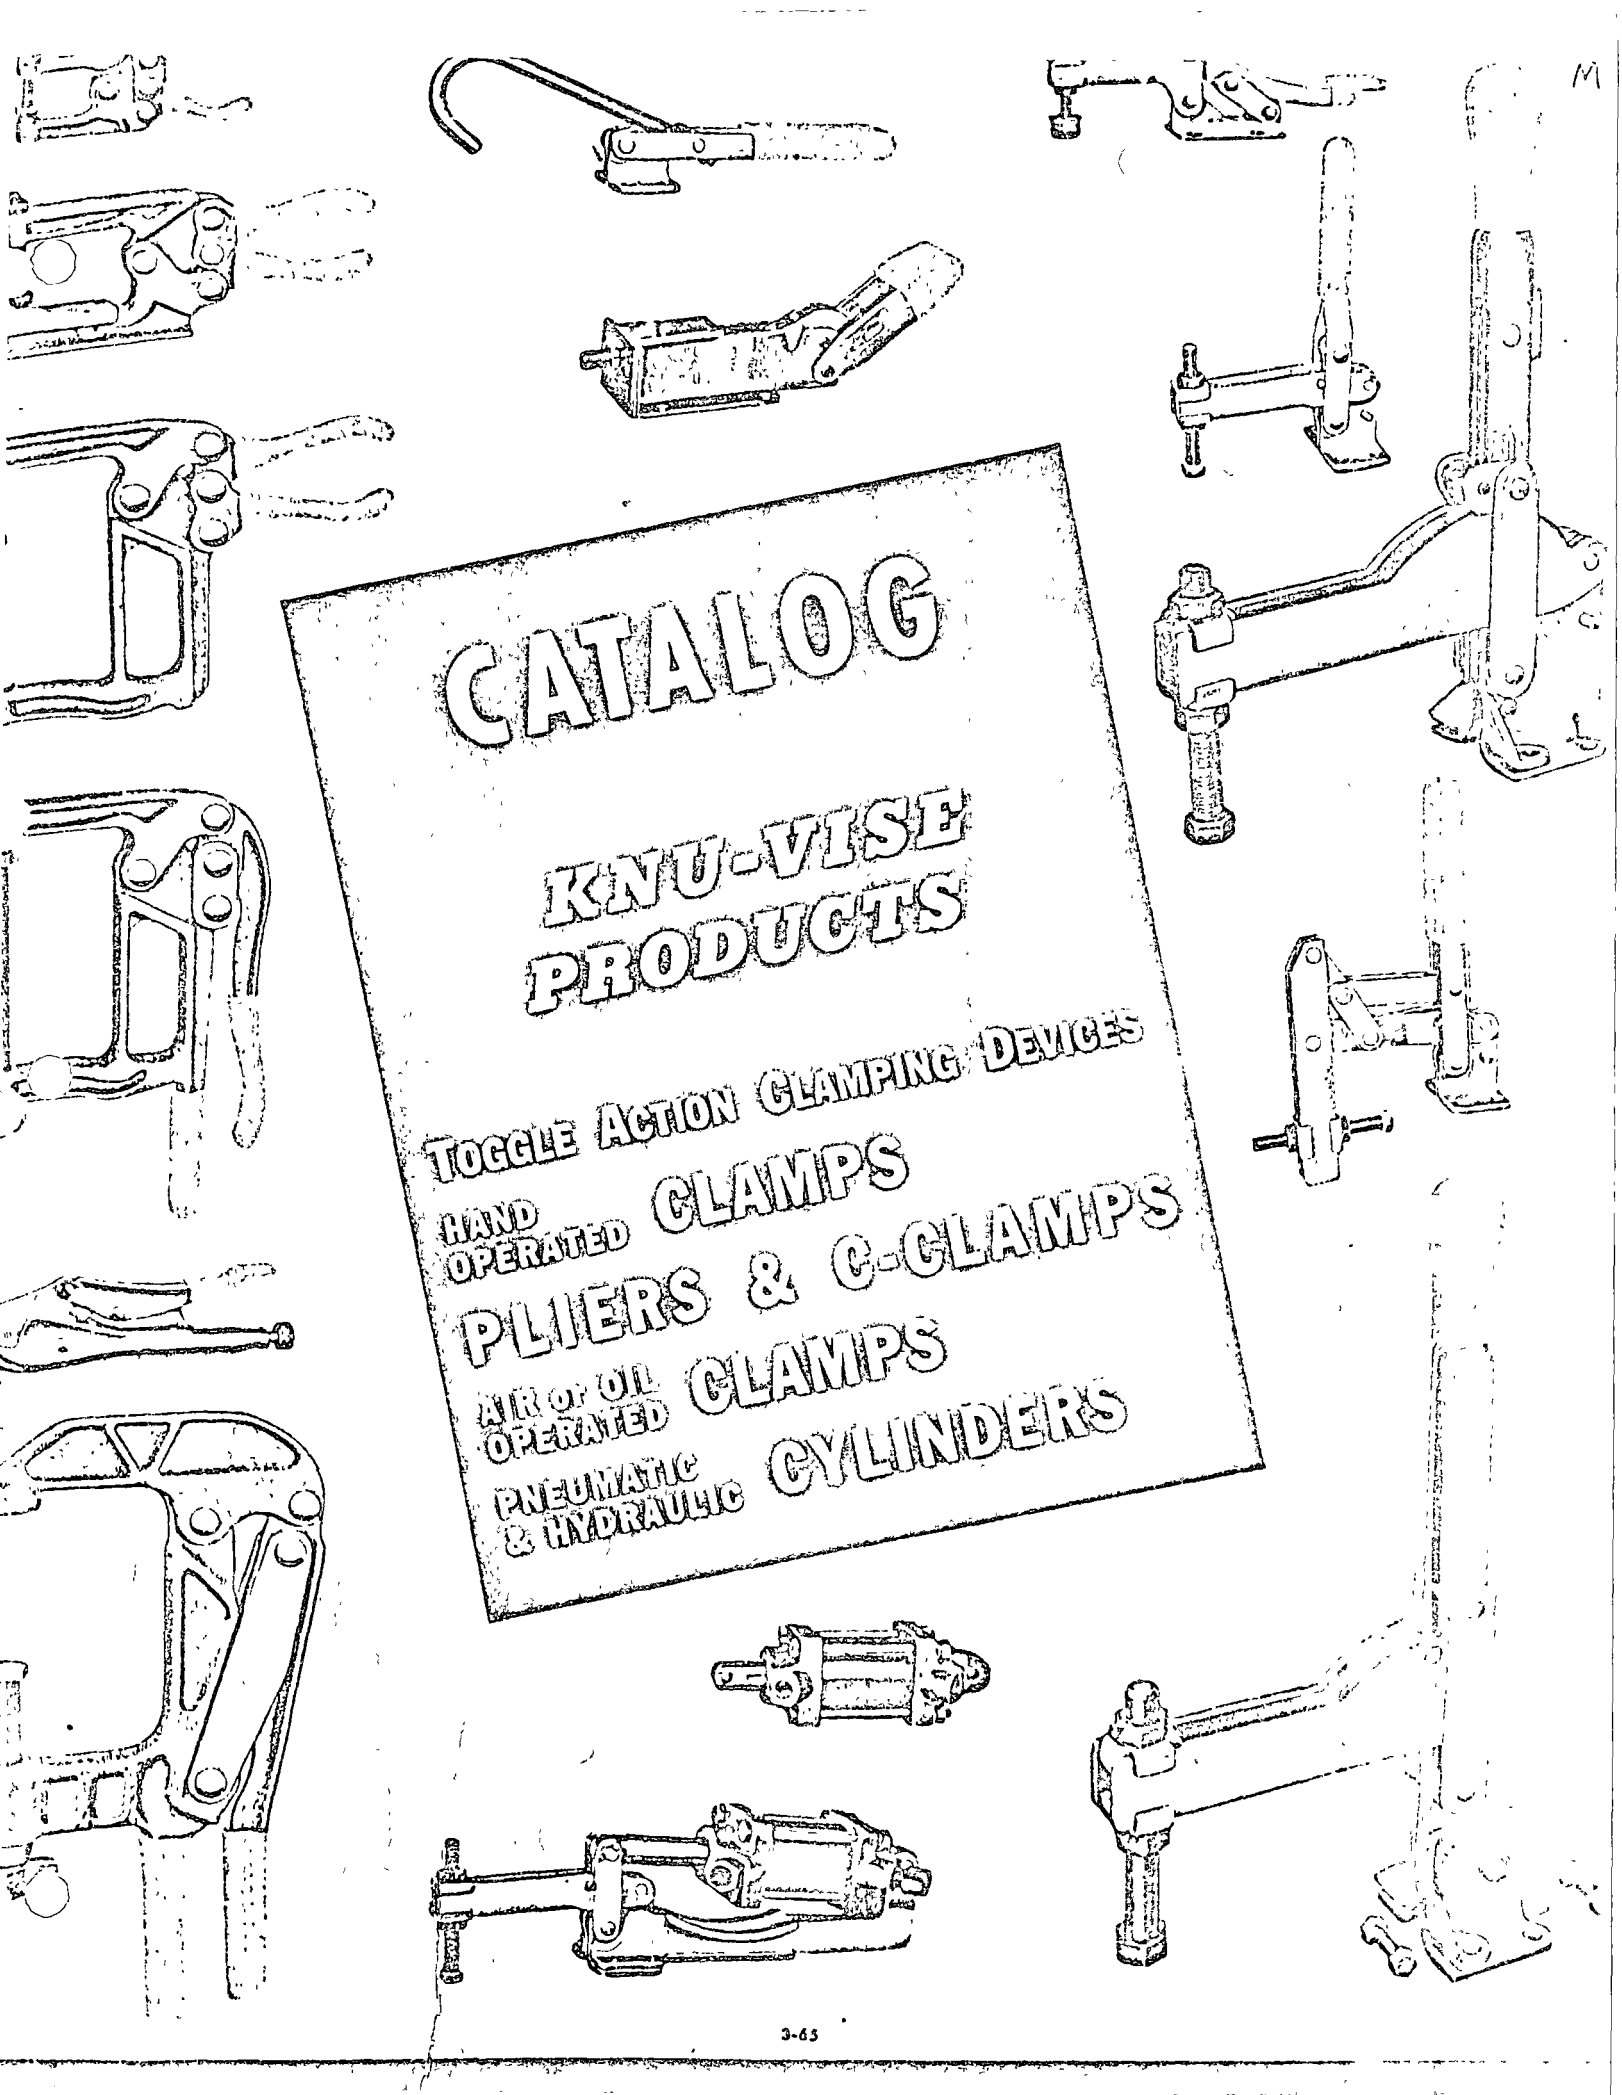 M
CATALOG
KNU-VISE
PRODUCTS
TOGGLE ACTION CLAMPING DEVICES
HAND
OPERATED CLAMPS
PLIERS & C-CLAMPS
AIR or OIL
OPERATED CLAMPS
PNEUMATIC
& HYDRAULIC CYLINDERS
3-65